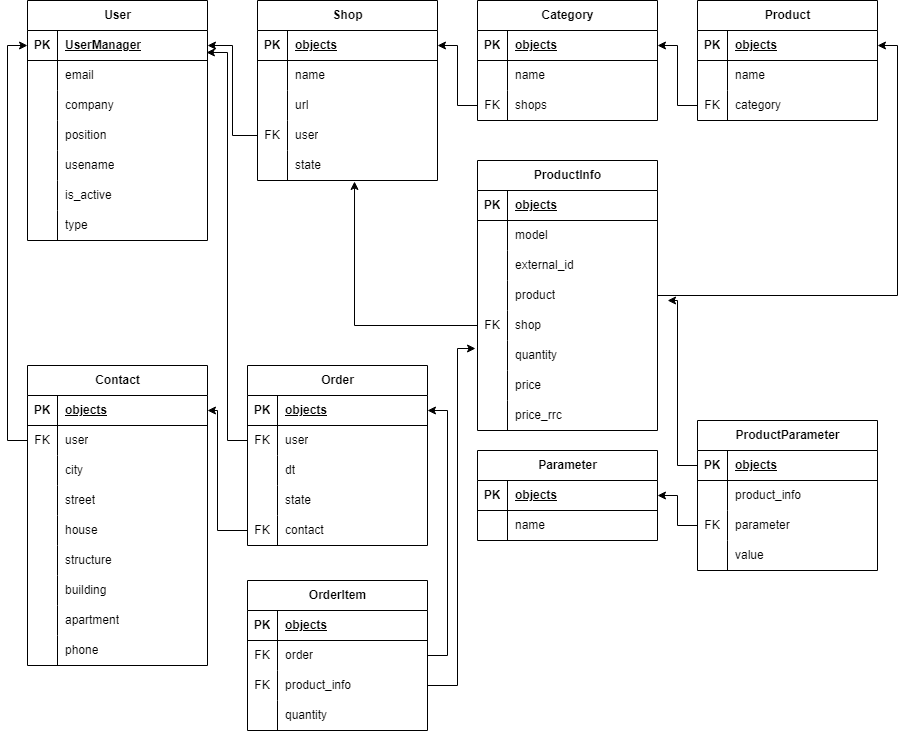 User
PK UserManager
email
company
position
usename
is_active
type
Shop
PK objects
name
url
FK user
state
Category
PK objects
name
FK shops
Product
PK objects
name
FK category
ProductInfo
PK objects
model
external_id
product
FK shop
quantity
price
price_rrc
Contact
PK objects
FK user
city
street
house
structure
building
apartment
phone
Order
PK objects
FK user
dt
state
FK contact
Parameter
PK objects
name
ProductParameter
PK objects
product_info
FK parameter
value
OrderItem
PK objects
FK order
FK product_info
quantity